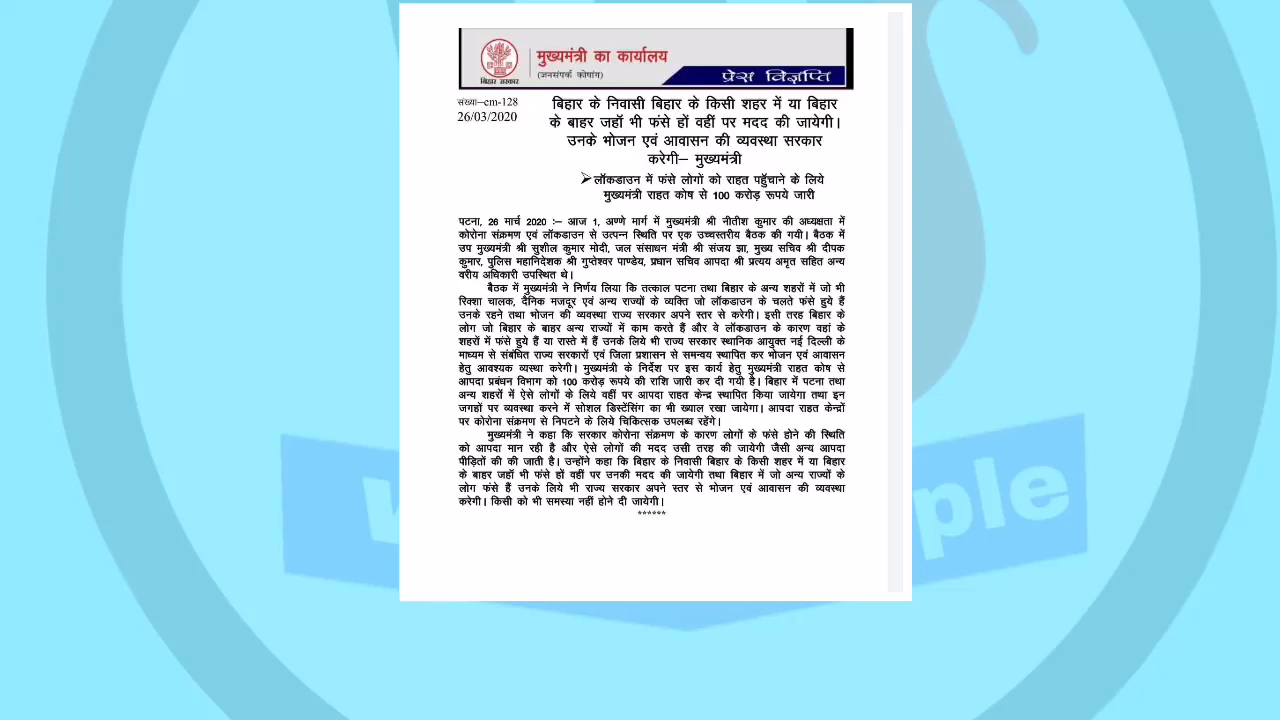 मुख्यमंत्री का कार्यालय
(जनसंपर्क कोषांग)
बिहार सरकार
प्रेस विज्ञप्ति
संख्या–cm-128
26/03/2020
बिहार के निवासी बिहार के किसी शहर में या बिहार
के बाहर जहॉ भी फंसे हों वहीं पर मदद की जायेगी।
उनके भोजन एवं आवासन की व्यवस्था सरकार
करेगी– मुख्यमंत्री
➢लॉकडाउन में फंसे लोगों को राहत पहुॅचाने के लिये
मुख्यमंत्री राहत कोष से 100 करोड़ रूपये जारी
पटना, 26 मार्च 2020 :– आज 1, अण्णे मार्ग में मुख्यमंत्री श्री नीतीश कुमार की अध्यक्षता में
कोरोना संक्रमण एवं लॉकडाउन से उत्पन्न स्थिति पर एक उच्चस्तरीय बैठक की गयी। बैठक में
उप मुख्यमंत्री श्री सुशील कुमार मोदी, जल संसाधन मंत्री श्री संजय झा, मुख्य सचिव श्री दीपक
कुमार, पुलिस महानिदेशक श्री गुप्तेश्वर पाण्डेय, प्रधान सचिव आपदा श्री प्रत्यय अमृत सहित अन्य
वरीय अधिकारी उपस्थित थे।
बैठक में मुख्यमंत्री ने निर्णय लिया कि तत्काल पटना तथा बिहार के अन्य शहरों में जो भी
रिक्शा चालक, दैनिक मजदूर एवं अन्य राज्यों के व्यक्ति जो लॉकडाउन के चलते फंसे हुये हैं
उनके रहने तथा भोजन की व्यवस्था राज्य सरकार अपने स्तर से करेगी। इसी तरह बिहार के
लोग जो बिहार के बाहर अन्य राज्यों में काम करते हैं और वे लॉकडाउन के कारण वहां के
शहरों में फंसे हुये हैं या रास्ते में हैं उनके लिये भी राज्य सरकार स्थानिक आयुक्त नई दिल्ली के
माध्यम से संबंधित राज्य सरकारों एवं जिला प्रशासन से समन्वय स्थापित कर भोजन एवं आवासन
हेतु आवश्यक व्यस्था करेगी। मुख्यमंत्री के निर्देश पर इस कार्य हेतु मुख्यमंत्री राहत कोष से
आपदा प्रबंधन विभाग को 100 करोड़ रूपये की राशि जारी कर दी गयी है। बिहार में पटना तथा
अन्य शहरों में ऐसे लोगों के लिये वहीं पर आपदा राहत केन्द्र स्थापित किया जायेगा तथा इन
जगहों पर व्यवस्था करने में सोशल डिस्टेंसिंग का भी ख्याल रखा जायेगा। आपदा राहत केन्द्रों
पर कोरोना संक्रमण से निपटने के लिये चिकित्सक उपलब्ध रहेंगे।
मुख्यमंत्री ने कहा कि सरकार कोरोना संक्रमण के कारण लोगों के फंसे होने की स्थिति
को आपदा मान रही है और ऐसे लोगों की मदद उसी तरह की जायेगी जैसी अन्य आपदा
पीड़ितों की की जाती है। उन्होंने कहा कि बिहार के निवासी बिहार के किसी शहर में या बिहार
के बाहर जहॉ भी फंसे हों वहीं पर उनकी मदद की जायेगी तथा बिहार में जो अन्य राज्यों के
लोग फंसे हैं उनके लिये भी राज्य सरकार अपने स्तर से भोजन एवं आवासन की व्यवस्था
करेगी। किसी को भी समस्या नहीं होने दी जायेगी।
******